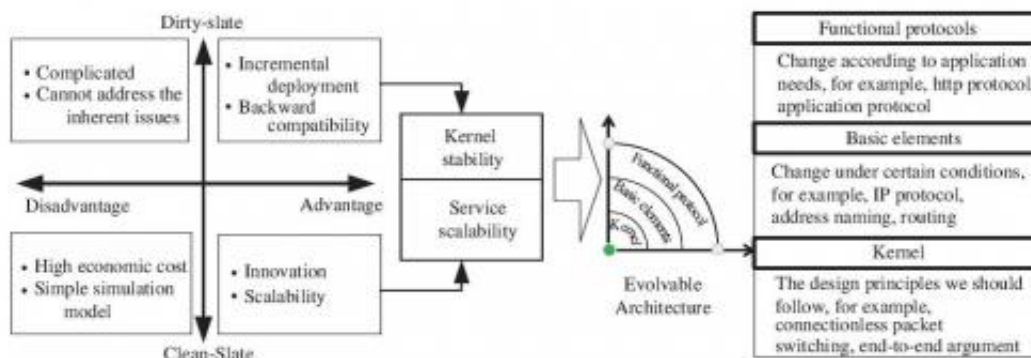 Dirty-slate
• Complicated
• Cannot address the
inherent issues
• Incremental
deployment
• Backward
compatibility
Disadvantage
Advantage
• High economic cost
• Simple simulation
model
• Innovation
• Scalability
Clean-Slate
Kernel
stability
Service
scalability
Functional protocol
Basic elements
Kernel
Evolvable
Architecture
Functional protocols
Change according to application
needs, for example, http protocol
application protocol
Basic elements
Change under certain conditions,
for example, IP protocol,
address naming, routing
Kernel
The design principles we should
follow, for example,
connectionless packet
switching, end-to-end argument